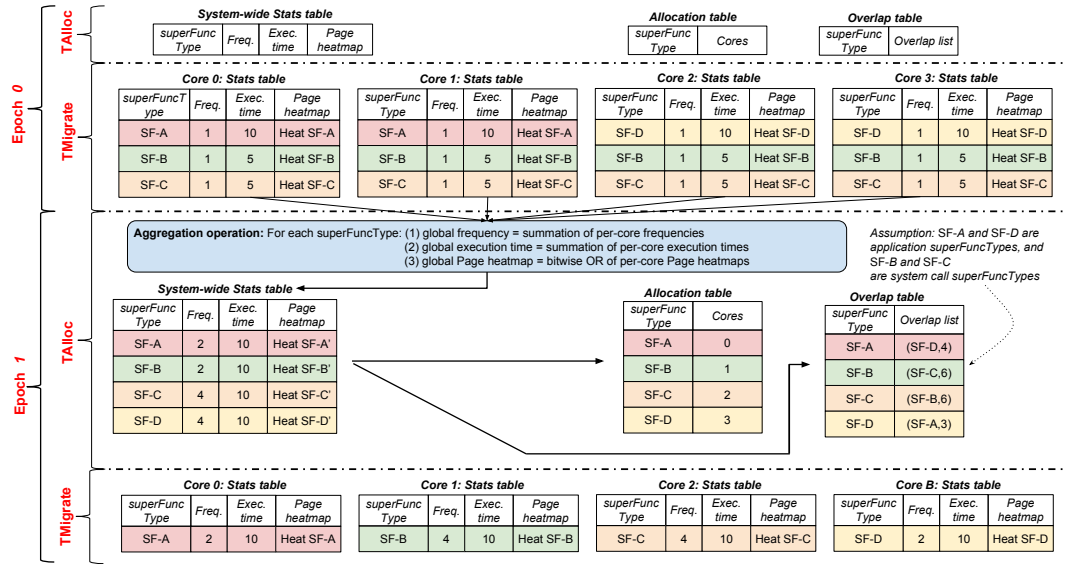 System-wide Stats table
superFunc Type Freq. Exec. time Page heatmap
Allocation table
superFunc Type Cores
Overlap table
superFunc Type Overlap list
Epoch 0
TAlloc
TMigrate
Core 0: Stats table
superFuncT ype Freq. Exec. time Page heatmap
SF-A 1 10 Heat SF-A
SF-B 1 5 Heat SF-B
SF-C 1 5 Heat SF-C
Core 1: Stats table
superFunc Type Freq. Exec. time Page heatmap
SF-A 1 10 Heat SF-A
SF-B 1 5 Heat SF-B
SF-C 1 5 Heat SF-C
Core 2: Stats table
superFunc Type Freq. Exec. time Page heatmap
SF-D 1 10 Heat SF-D
SF-B 1 5 Heat SF-B
SF-C 1 5 Heat SF-C
Core 3: Stats table
superFunc Type Freq. Exec. time Page heatmap
SF-D 1 10 Heat SF-D
SF-B 1 5 Heat SF-B
SF-C 1 5 Heat SF-C
Epoch 1
TAlloc
Aggregation operation: For each superFuncType: (1) global frequency = summation of per-core frequencies
(2) global execution time = summation of per-core execution times
(3) global Page heatmap = bitwise OR of per-core Page heatmaps
Assumption: SF-A and SF-D are
application superFuncTypes, and
SF-B and SF-C
are system call superFuncTypes
System-wide Stats table
superFunc Type Freq. Exec. time Page heatmap
SF-A 2 10 Heat SF-A'
SF-B 2 10 Heat SF-B'
SF-C 4 10 Heat SF-C'
SF-D 4 10 Heat SF-D'
Allocation table
superFunc Type Cores
SF-A 0
SF-B 1
SF-C 2
SF-D 3
Overlap table
superFunc Type Overlap list
SF-A (SF-D,4)
SF-B (SF-C,6)
SF-C (SF-B,6)
SF-D (SF-A,3)
TMigrate
Core 0: Stats table
superFunc Type Freq. Exec. time Page heatmap
SF-A 2 10 Heat SF-A
Core 1: Stats table
superFunc Type Freq. Exec. time Page heatmap
SF-B 4 10 Heat SF-B
Core 2: Stats table
superFunc Type Freq. Exec. time Page heatmap
SF-C 4 10 Heat SF-C
Core B: Stats table
superFunc Type Freq. Exec. time Page heatmap
SF-D 2 10 Heat SF-D